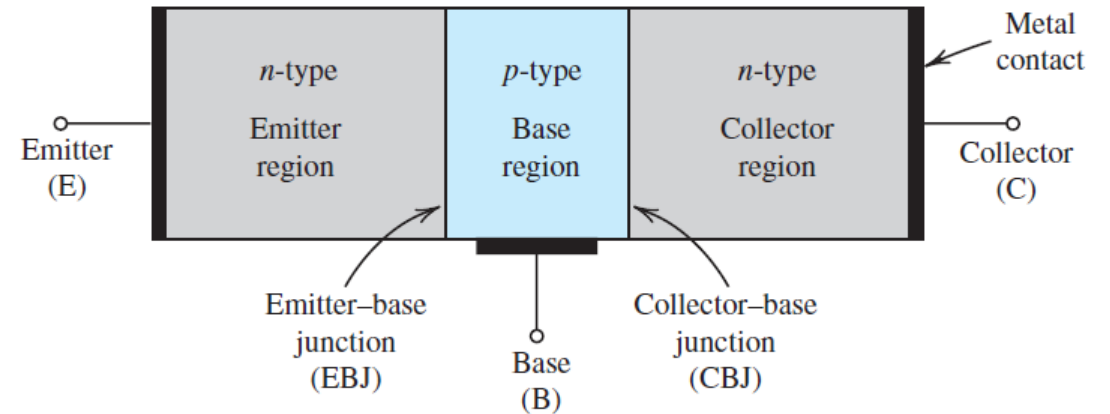 n-type
Emitter
region
p-type
Base
region
n-type
Collector
region
Metal
contact
Emitter
(E)
Collector
(C)
Emitter–base
junction
(EBJ)
Base
(B)
Collector–base
junction
(CBJ)